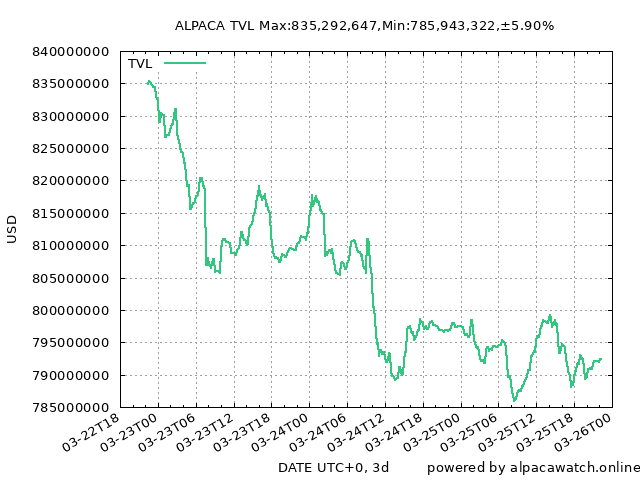 ALPACA TVL Max:835,292,647,Min:785,943,322,±5.90%
840000000
835000000
830000000
825000000
820000000
815000000
810000000
805000000
800000000
795000000
790000000
785000000
TVL
USD
03-22T18
03-23T00
03-23T06
03-23T12
03-23T18
03-24T00
03-24T06
03-24T12
03-24T18
03-25T00
03-25T06
03-25T12
03-25T18
03-26T00
DATE UTC+0, 3d
powered by alpacawatch.online